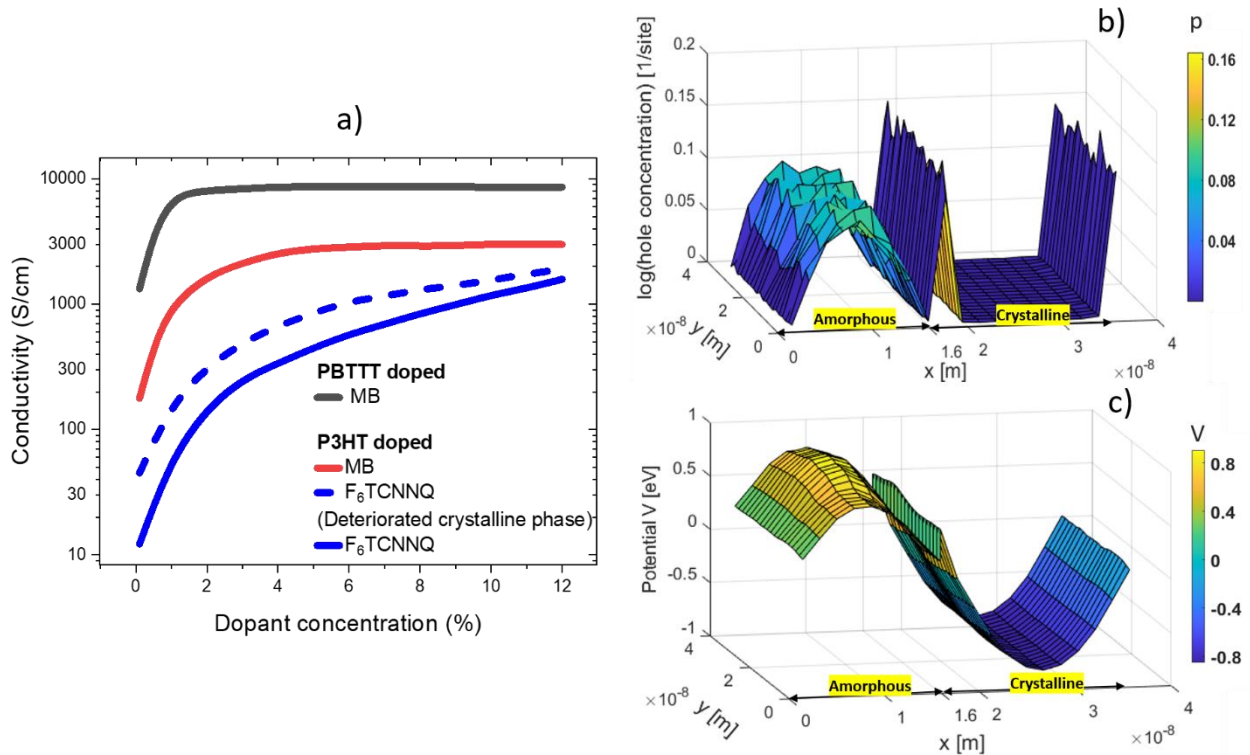 a)
Conductivity (S/cm)
10000
3000
1000
300
100
30
10
PBTTT doped
MB
P3HT doped
MB
F₆TCNNQ
(Deteriorated crystalline phase)
F₆TCNNQ
0 2 4 6 8 10 12
Dopant concentration (%)
b)
p
log(hole concentration) [1/site]
0.2
0.15
0.1
0.05
0
0.16
0.12
0.08
0.04
4
2
0
×10⁻⁸
y [m]
Amorphous
Crystalline
0 1 1.6 2 3 4
×10⁻⁸
x [m]
c)
V
Potential V [eV]
1
0.5
0
-0.5
-1
0.8
0.4
0
-0.4
-0.8
4
2
0
×10⁻⁸
y [m]
Amorphous
Crystalline
0 1 1.6 2 3 4
×10⁻⁸
x [m]